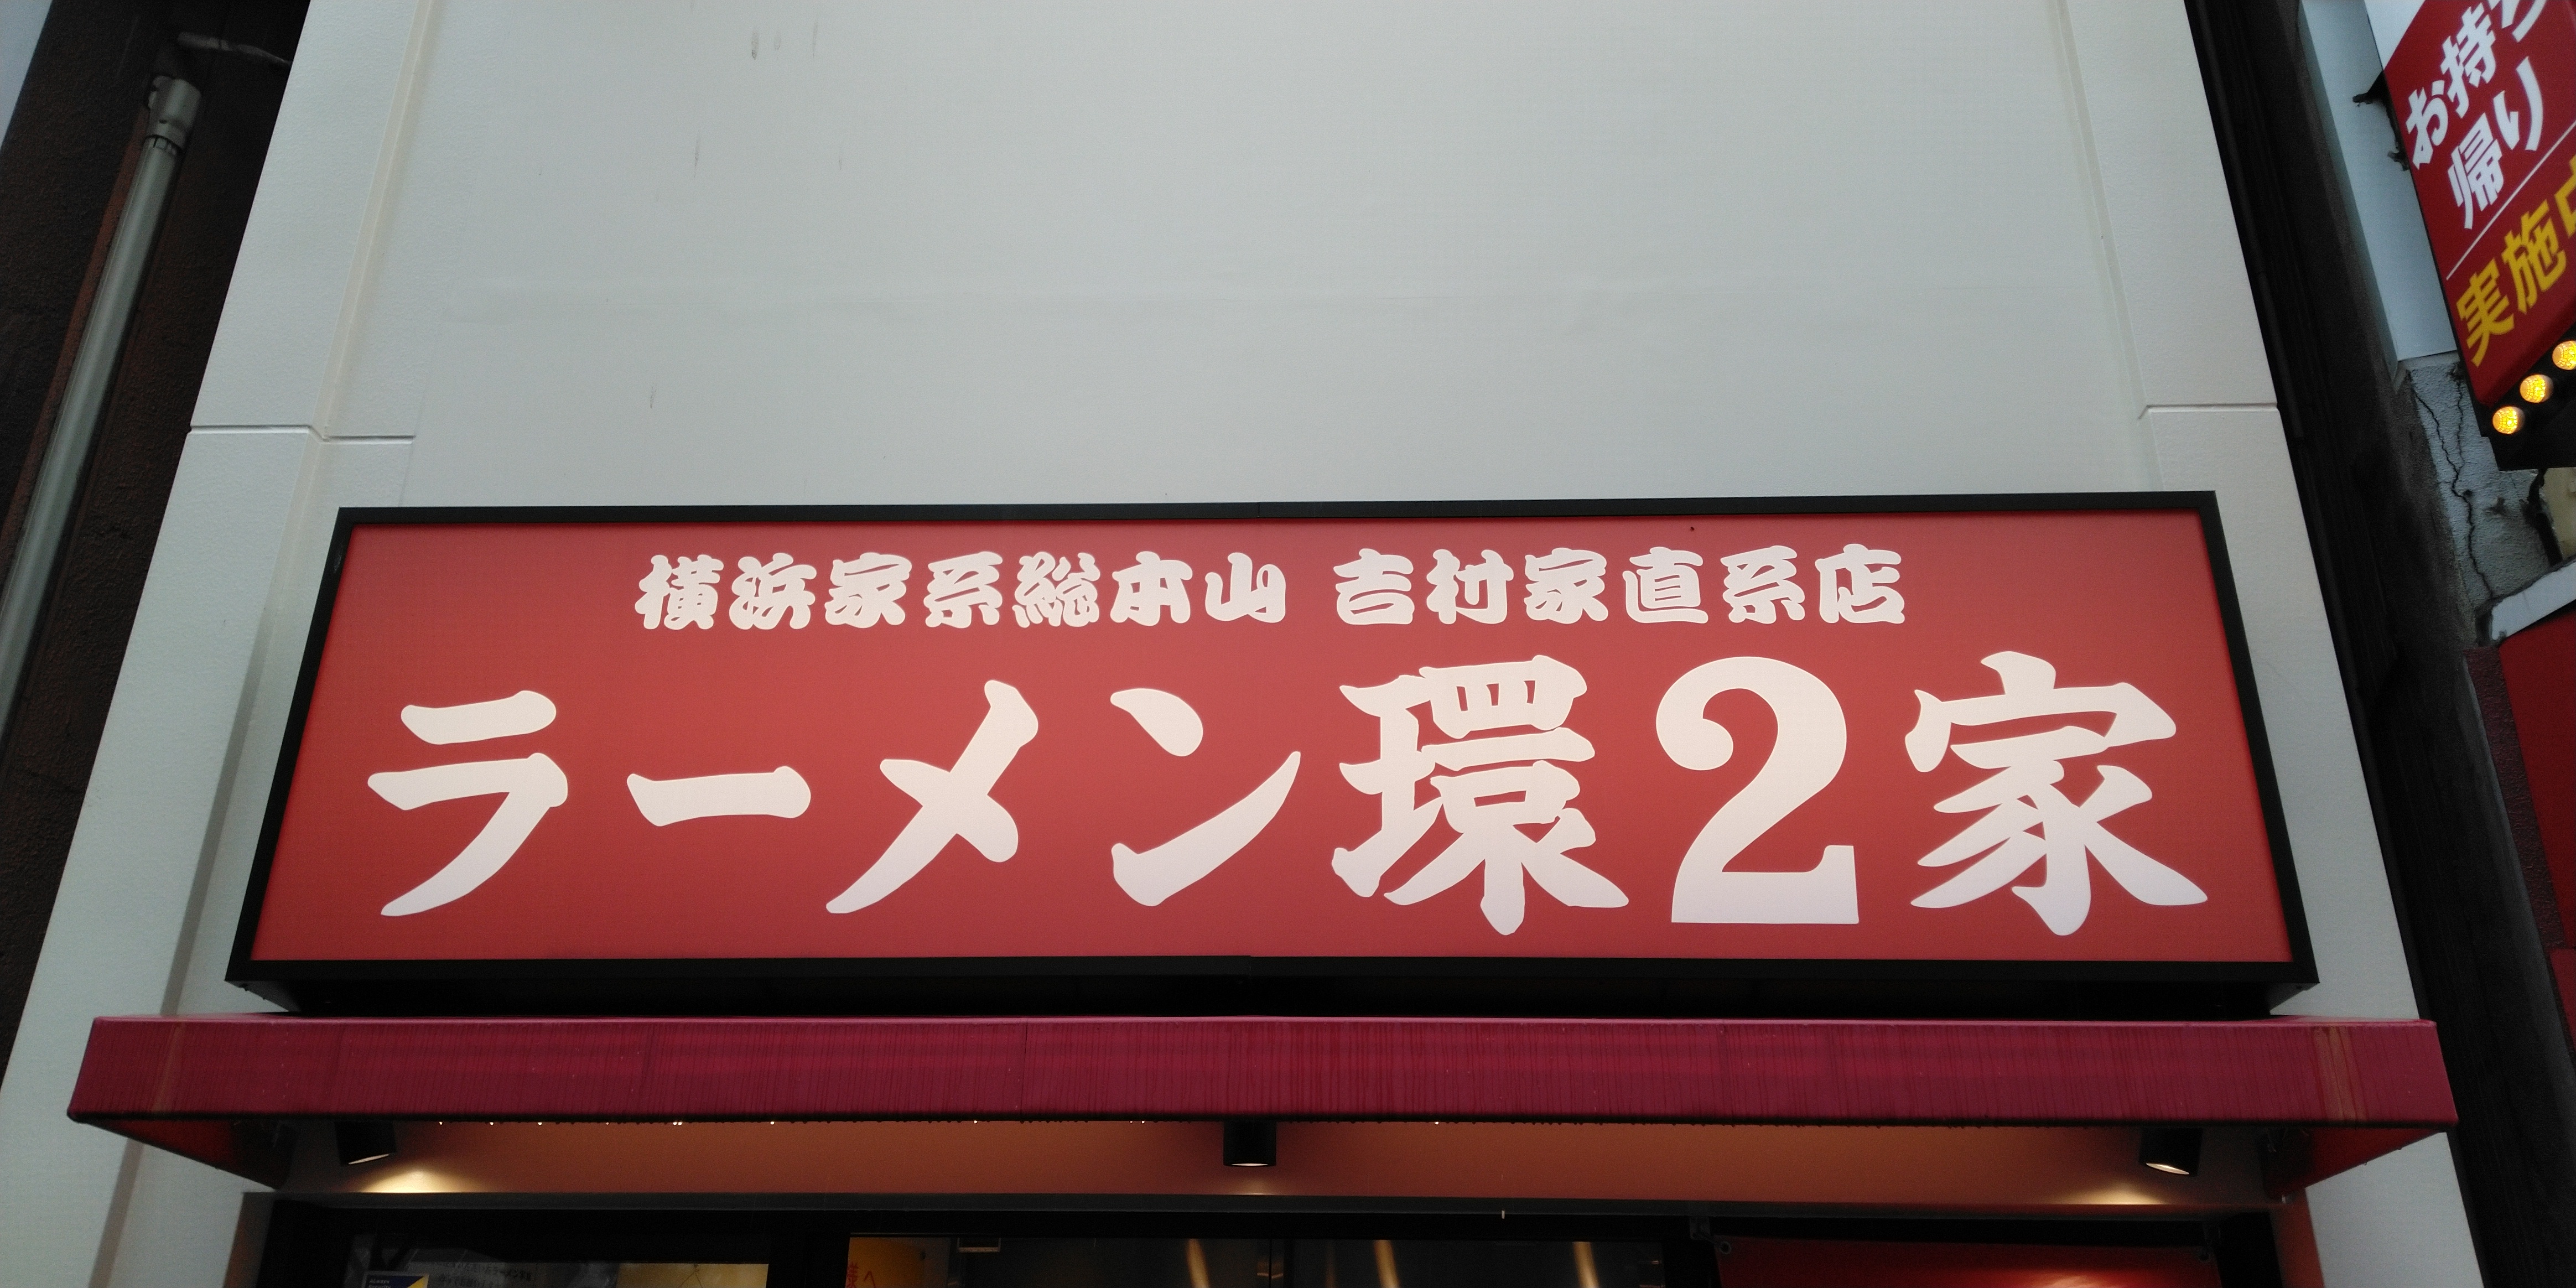 横浜家系総本山 吉村家直系店
ラーメン環2家
お持ち
帰り
実施中